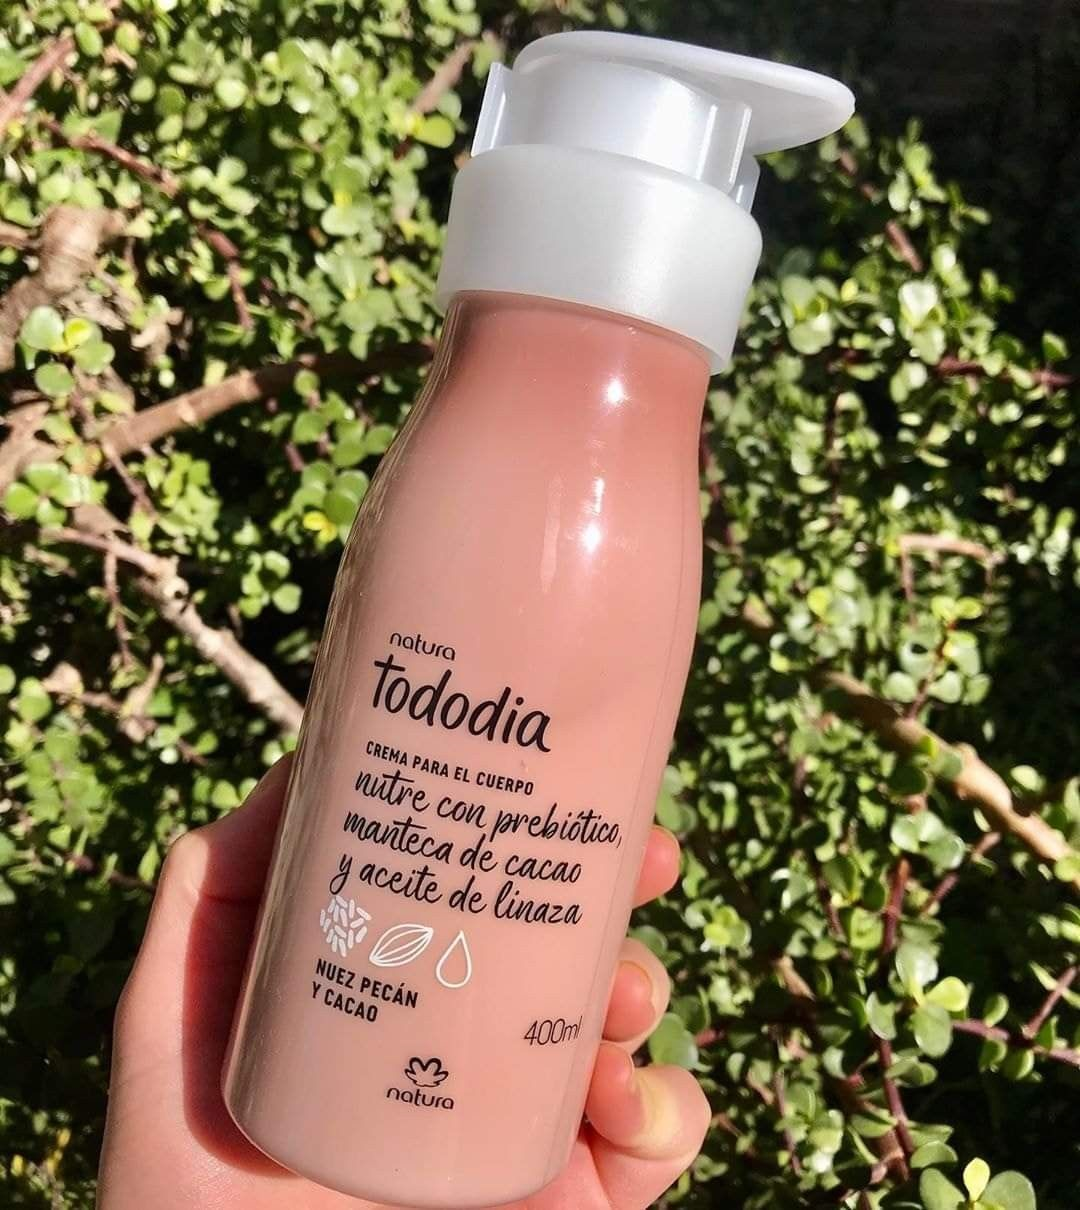 natura
Tododia
CREMA PARA EL CUERPO
nutre con prebiótico,
manteca de cacao
y aceite de linaza
NUEZ PECÁN
Y CACAO
400ml
natura